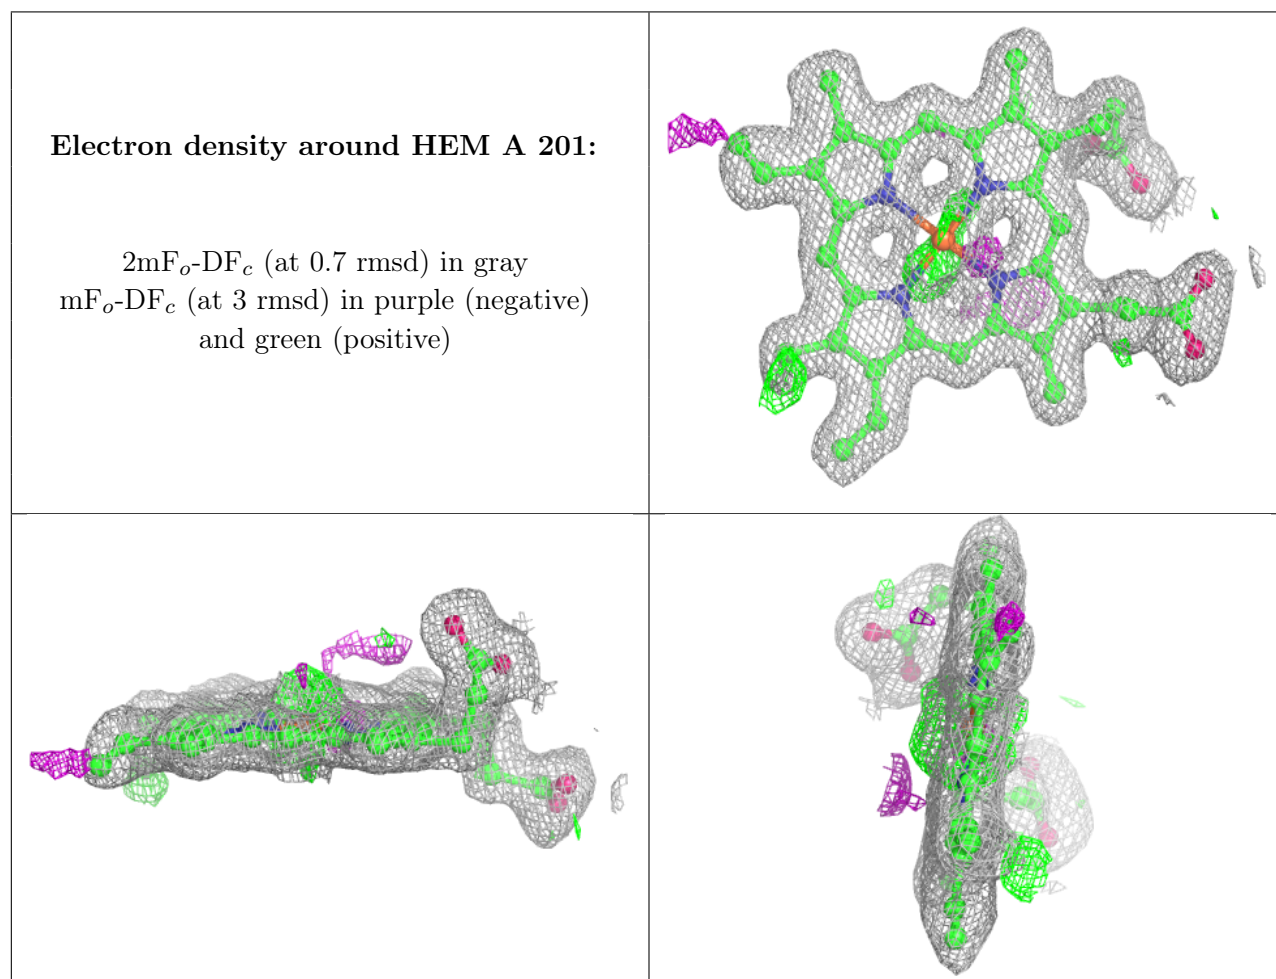 Electron density around HEM A 201:
2mFo-DFc (at 0.7 rmsd) in gray
mFo-DFc (at 3 rmsd) in purple (negative)
and green (positive)